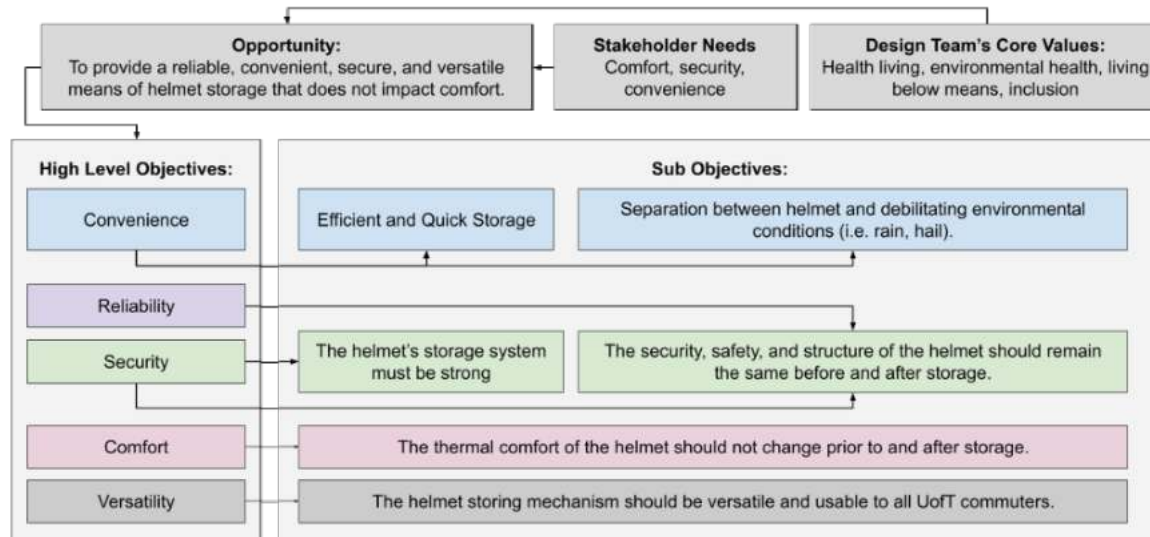 Opportunity:
To provide a reliable, convenient, secure, and versatile
means of helmet storage that does not impact comfort.
Stakeholder Needs
Comfort, security,
convenience
Design Team's Core Values:
Health living, environmental health, living
below means, inclusion
High Level Objectives:
Sub Objectives:
Convenience
Efficient and Quick Storage
Separation between helmet and debilitating environmental
conditions (i.e. rain, hail).
Reliability
Security
The helmet's storage system
must be strong
The security, safety, and structure of the helmet should remain
the same before and after storage.
Comfort
The thermal comfort of the helmet should not change prior to and after storage.
Versatility
The helmet storing mechanism should be versatile and usable to all UofT commuters.